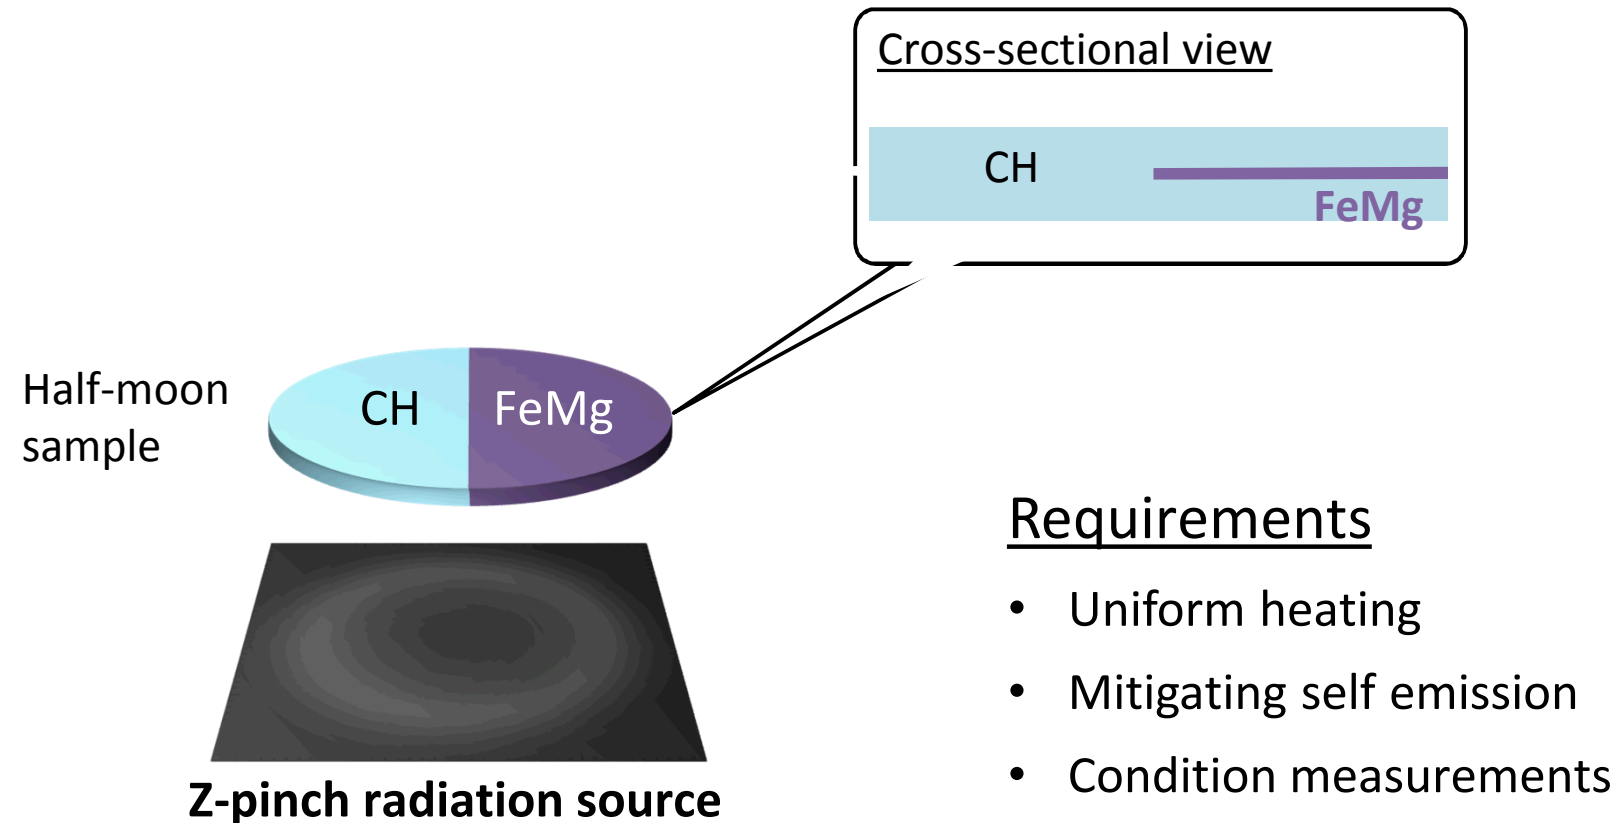 Cross-sectional view
CH
FeMg
Half-moon
sample
CH
FeMg
Z-pinch radiation source
Requirements
• Uniform heating
• Mitigating self emission
• Condition measurements